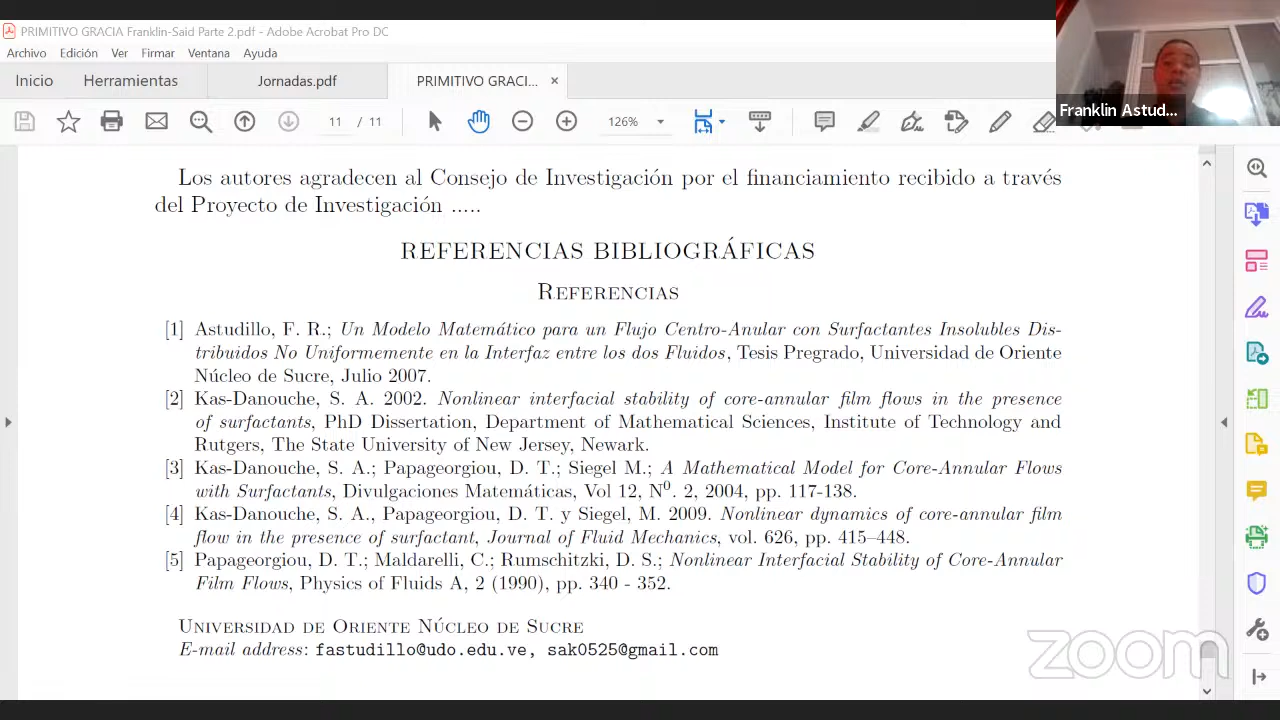 PRIMITIVO GRACIA Franklin-Said Parte 2.pdf - Adobe Acrobat Pro DC
Archivo Edición Ver Firmar Ventana Ayuda
Inicio Herramientas Jornadas.pdf PRIMITIVO GRACI... ×
11 / 11 126%
Franklin Astud...
Los autores agradecen al Consejo de Investigación por el financiamiento recibido a través
del Proyecto de Investigación .....
REFERENCIAS BIBLIOGRÁFICAS
REFERENCIAS
[1] Astudillo, F. R.; Un Modelo Matemático para un Flujo Centro-Anular con Surfactantes Insolubles Dis-
tribuidos No Uniformemente en la Interfaz entre los dos Fluidos, Tesis Pregrado, Universidad de Oriente
Núcleo de Sucre, Julio 2007.
[2] Kas-Danouche, S. A. 2002. Nonlinear interfacial stability of core-annular film flows in the presence
of surfactants, PhD Dissertation, Department of Mathematical Sciences, Institute of Technology and
Rutgers, The State University of New Jersey, Newark.
[3] Kas-Danouche, S. A.; Papageorgiou, D. T.; Siegel M.; A Mathematical Model for Core-Annular Flows
with Surfactants, Divulgaciones Matemáticas, Vol 12, N⁰. 2, 2004, pp. 117-138.
[4] Kas-Danouche, S. A., Papageorgiou, D. T. y Siegel, M. 2009. Nonlinear dynamics of core-annular film
flow in the presence of surfactant, Journal of Fluid Mechanics, vol. 626, pp. 415–448.
[5] Papageorgiou, D. T.; Maldarelli, C.; Rumschitzki, D. S.; Nonlinear Interfacial Stability of Core-Annular
Film Flows, Physics of Fluids A, 2 (1990), pp. 340 - 352.
UNIVERSIDAD DE ORIENTE NÚCLEO DE SUCRE
E-mail address: fastudillo@udo.edu.ve, sak0525@gmail.com
zoom